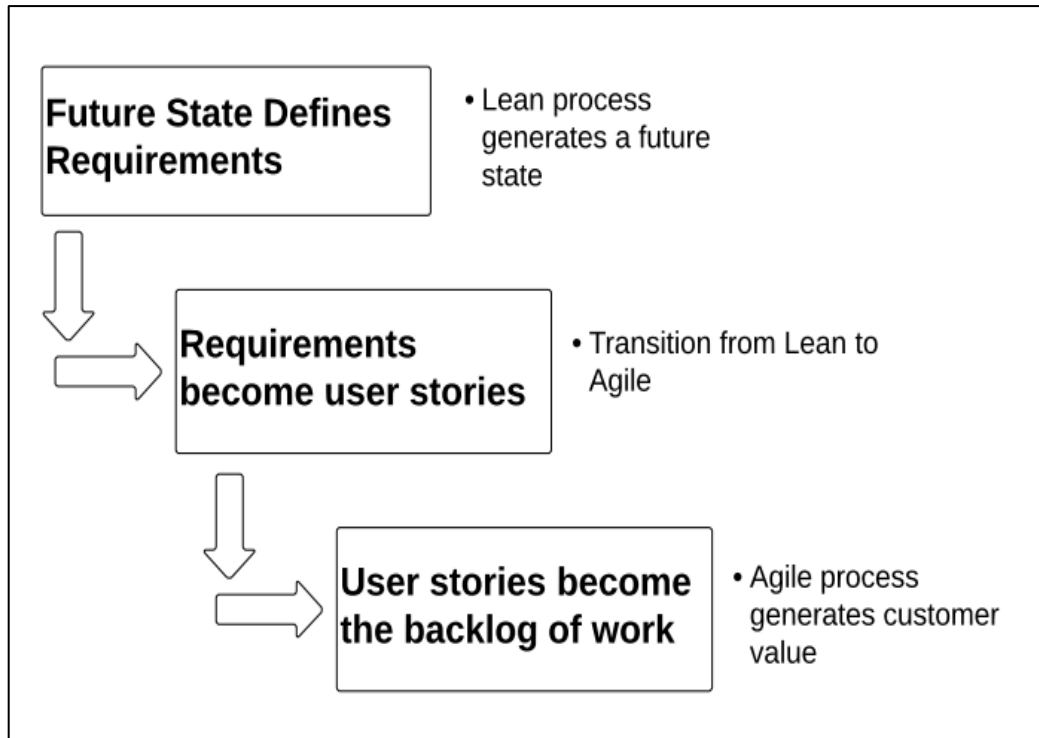 Future State Defines
Requirements
• Lean process
generates a future
state
Requirements
become user stories
• Transition from Lean to
Agile
User stories become
the backlog of work
• Agile process
generates customer
value